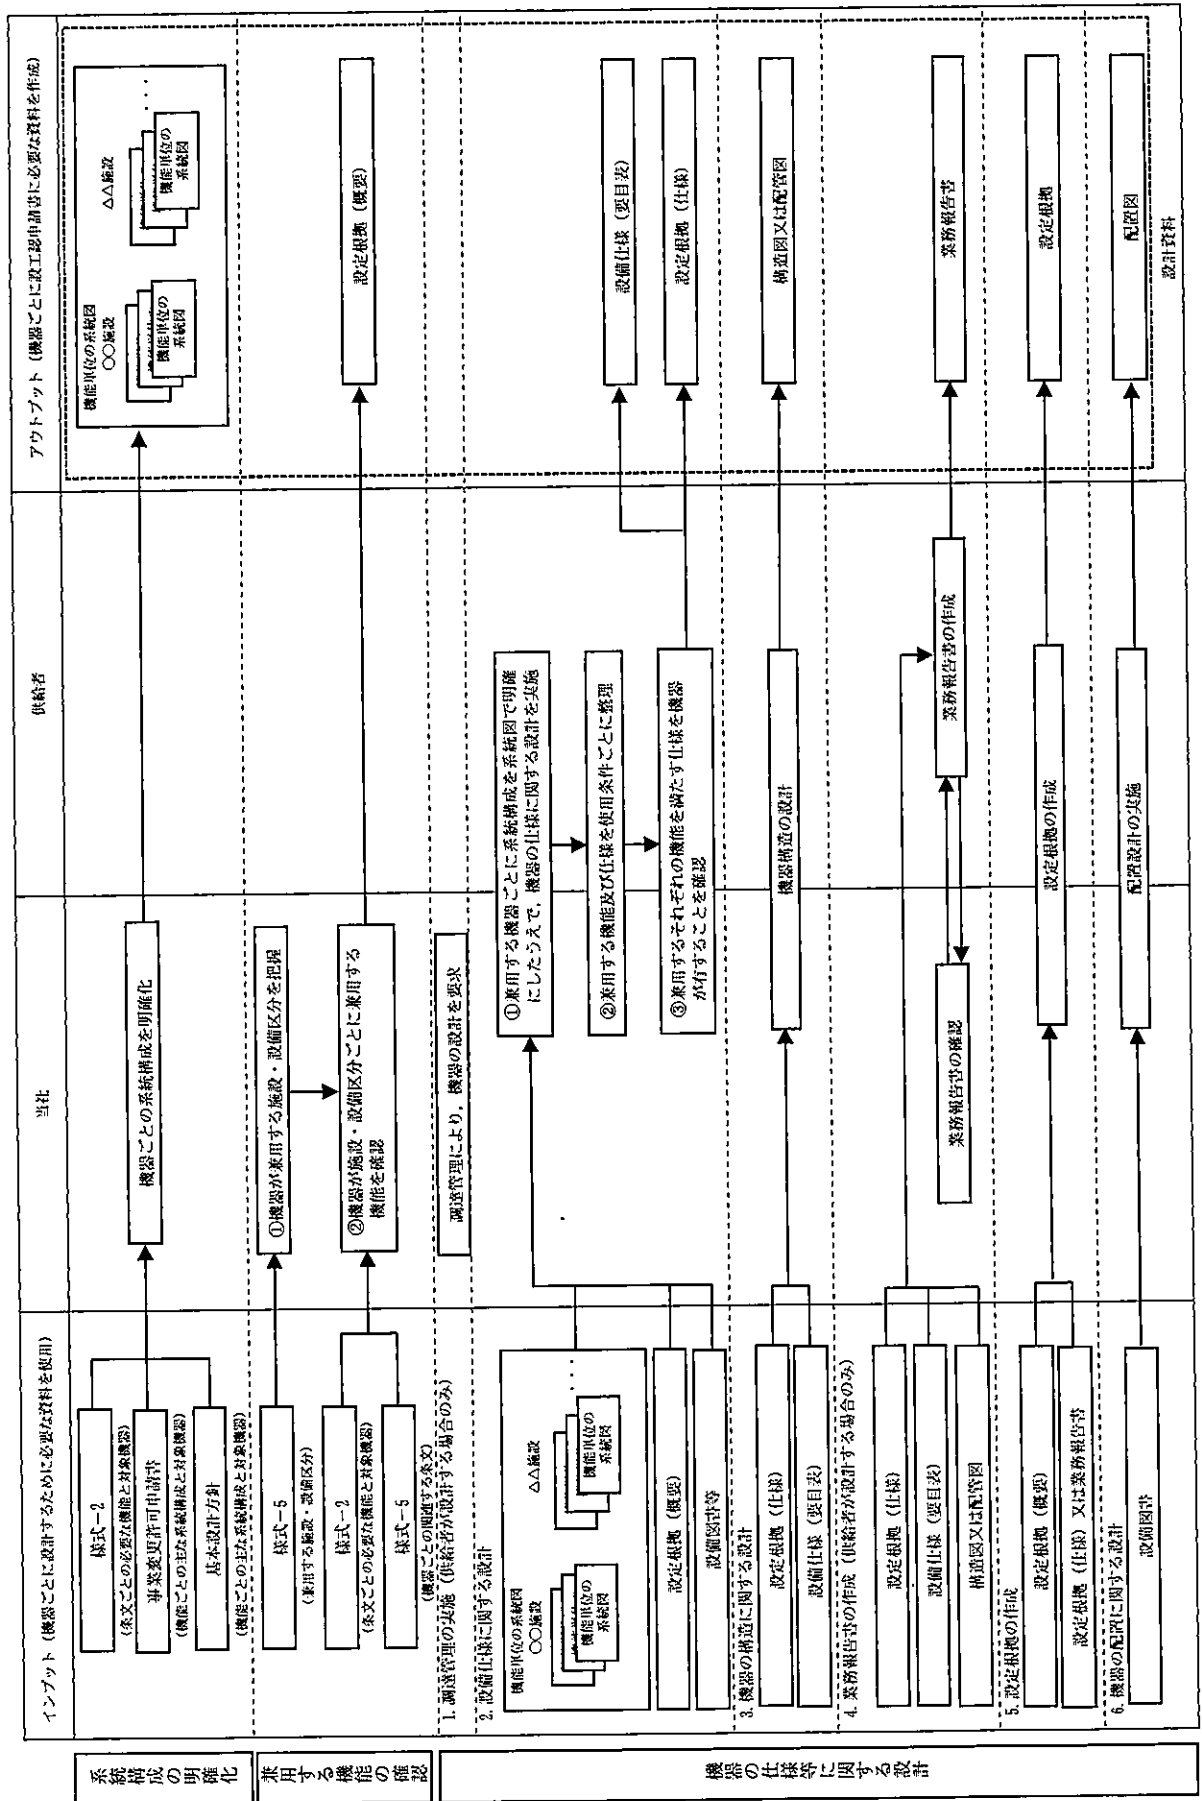 インプット（機器ごとに設計するために必要な資料を使用）
当社
供給者
アウトプット（機器ごとに設工認申請書に必要な資料を作成）
系統構成の明確化
様式－2
（条文ごとの必要な機能と対象機器）
事業変更許可申請書
（機能ごとの主な系統構成と対象機器）
基本設計方針
（機能ごとの主な系統構成と対象機器）
機器ごとの系統構成を明確化
機能単位の系統図
〇〇施設
機能単位の
系統図
△△施設
機能単位の
系統図
・・・
兼用する機能の確認
様式－5
（兼用する施設・設備区分）
様式－2
（条文ごとの必要な機能と対象機器）
様式－5
（機器ごとの関連する条文）
①機器が兼用する施設・設備区分を把握
②機器が施設・設備区分ごとに兼用する
機能を確認
設定根拠（概要）
機器の仕様等に関する設計
1. 調達管理の実施（供給者が設計する場合のみ）
調達管理により，機器の設計を要求
2. 設備仕様に関する設計
機能単位の系統図
〇〇施設
機能単位の
系統図
△△施設
機能単位の
系統図
・・・
設定根拠（概要）
設備図書等
①兼用する機器ごとに系統構成を系統図で明確
にしたうえで，機器の仕様に関する設計を実施
②兼用する機能及び仕様を使用条件ごとに整理
③兼用するそれぞれの機能を満たす仕様を機器
が有することを確認
設備仕様（要目表）
設定根拠（仕様）
3. 機器の構造に関する設計
設定根拠（仕様）
設備仕様（要目表）
機器構造の設計
構造図又は配管図
4. 業務報告書の作成（供給者が設計する場合のみ）
設定根拠（仕様）
設備仕様（要目表）
構造図又は配管図
業務報告書の確認
業務報告書の作成
業務報告書
5. 設定根拠の作成
設定根拠（概要）
設定根拠（仕様）又は業務報告書
設定根拠の作成
設定根拠
6. 機器の配置に関する設計
設備図書
配置設計の実施
配置図
設計資料